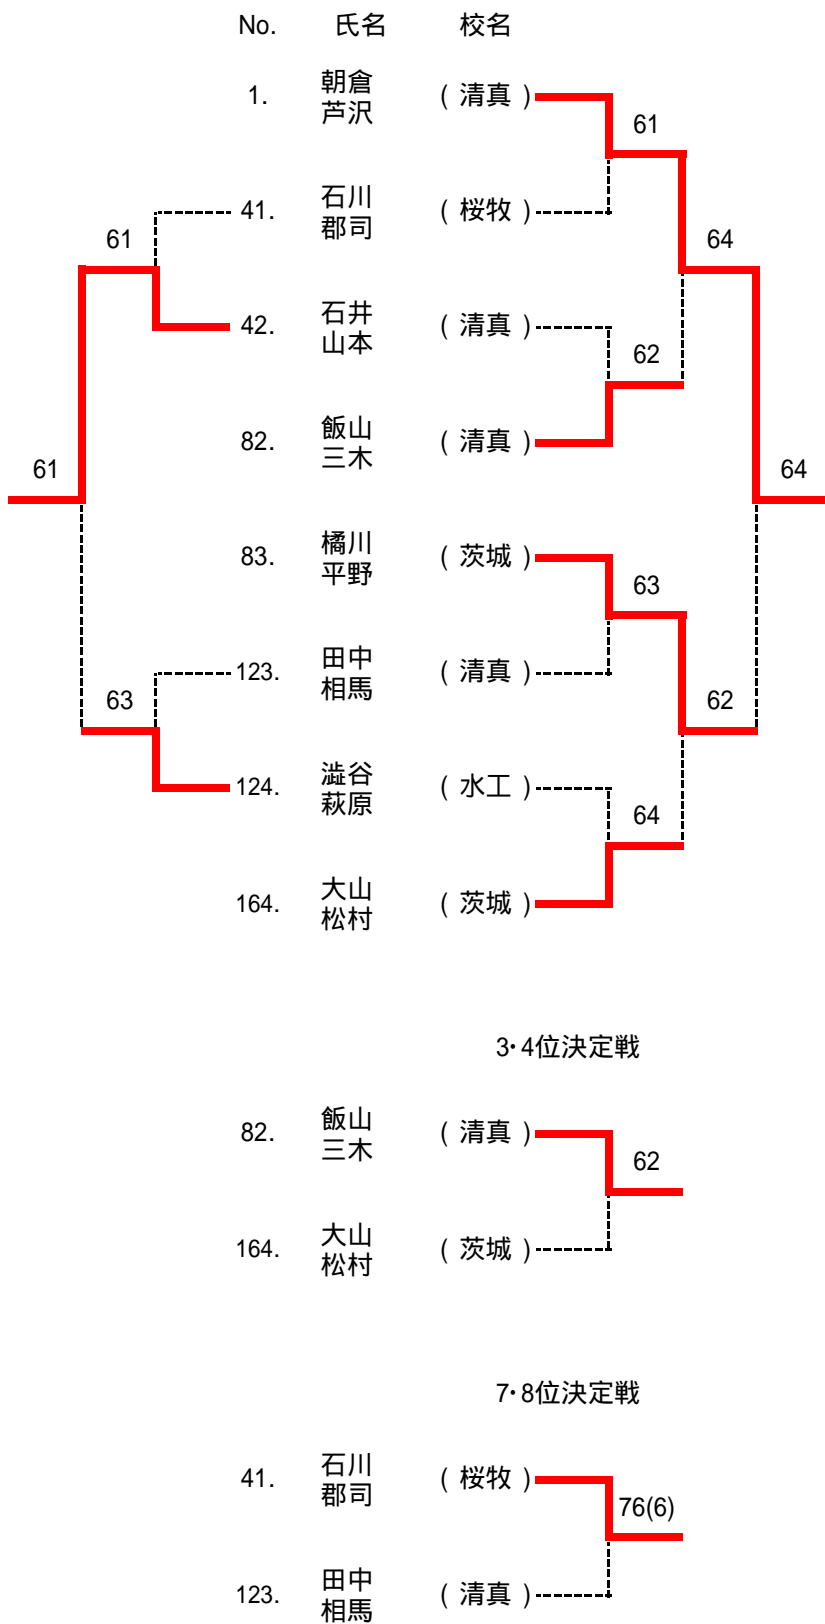 No. 氏名 校名
朝倉
1. ( 清真 )
芦沢
61
石川
41. ( 桜牧 )
郡司
61 64
石井
42. ( 清真 )
山本
62
飯山
82. ( 清真 )
三木
61 64
橘川
83. ( 茨城 )
平野
63
田中
123. ( 清真 )
相馬
63 62
澁谷
124. ( 水工 )
萩原
64
大山
164. ( 茨城 )
松村
3・4位決定戦
飯山
82. ( 清真 )
三木
62
大山
164. ( 茨城 )
松村
7・8位決定戦
石川
41. ( 桜牧 )
郡司
76(6)
田中
123. ( 清真 )
相馬